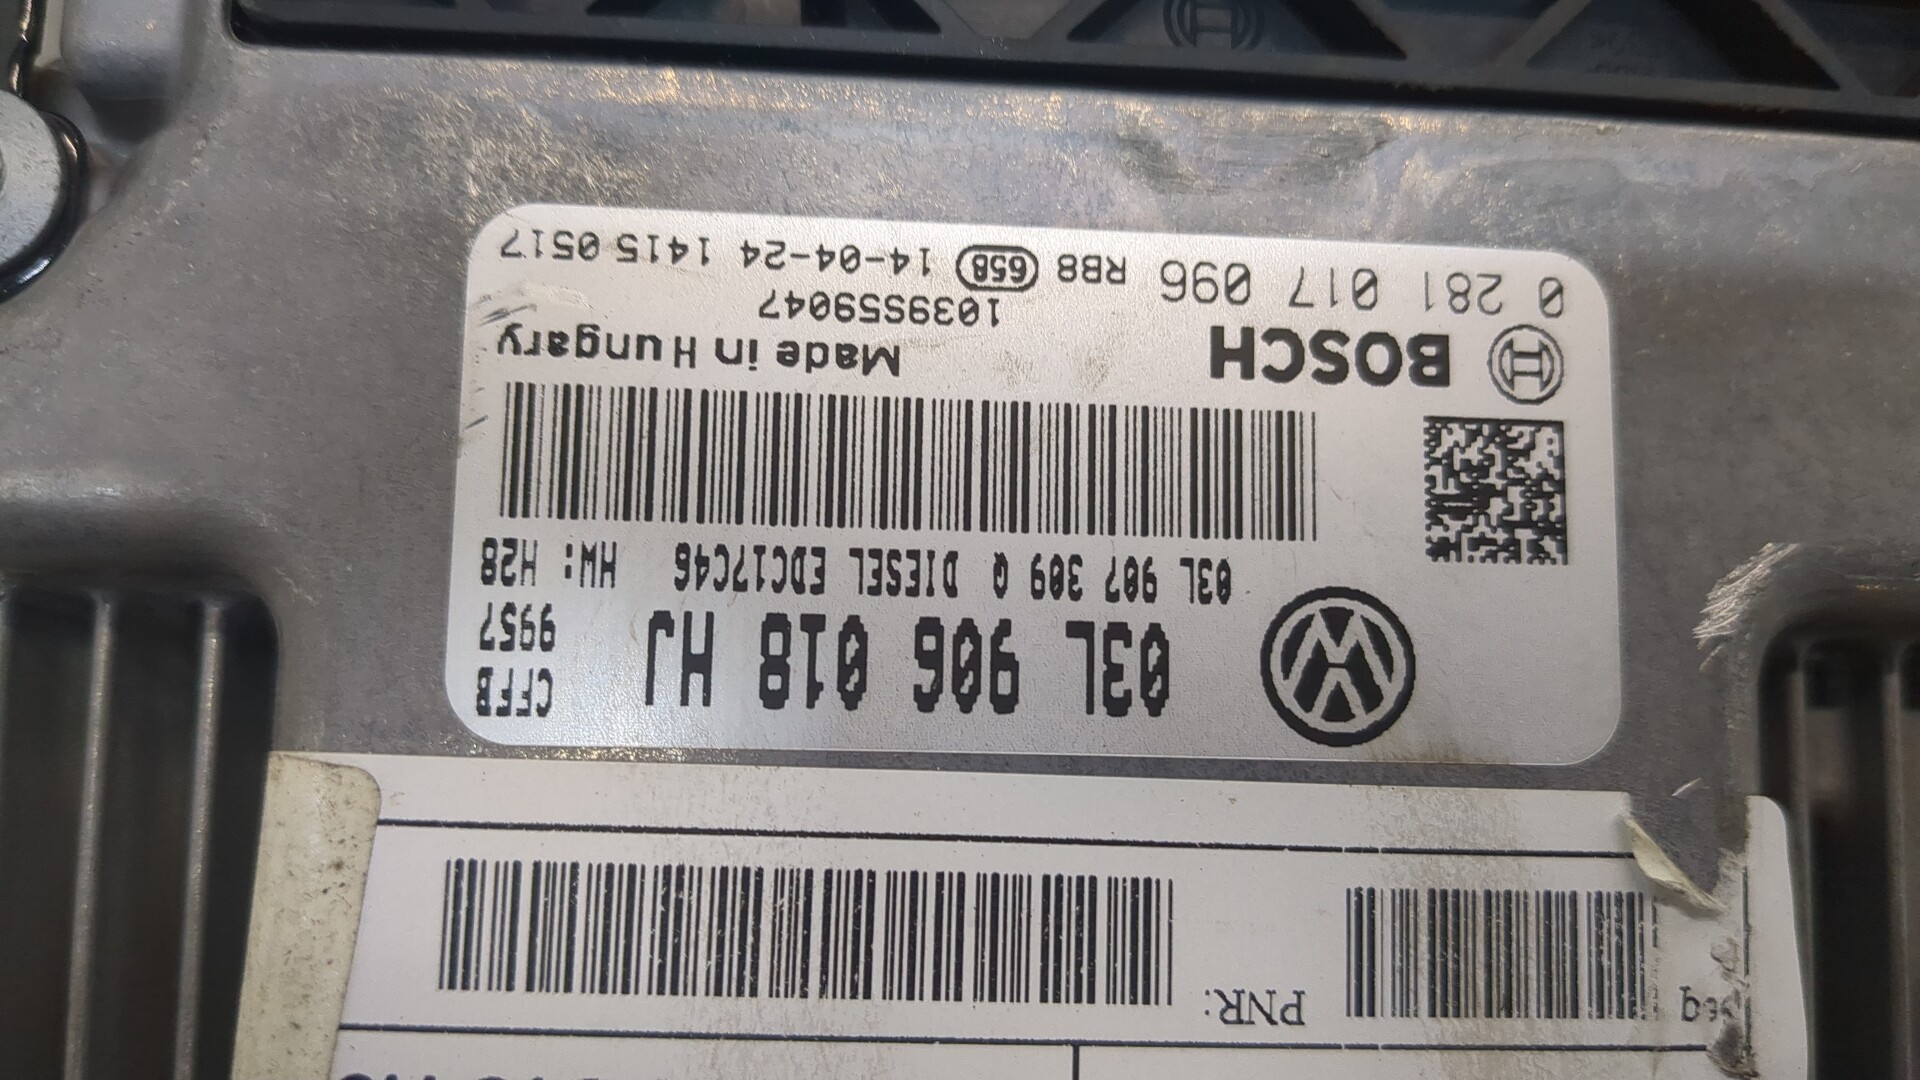 PNR:
03L 906 018 HJ CFFB
9957
03L 907 309 Q DIESEL EDC17C46 HW: H28
BOSCH Made in Hungary
1039S59047
0 281 017 096 RB8 65B 14-04-24 1415 0517